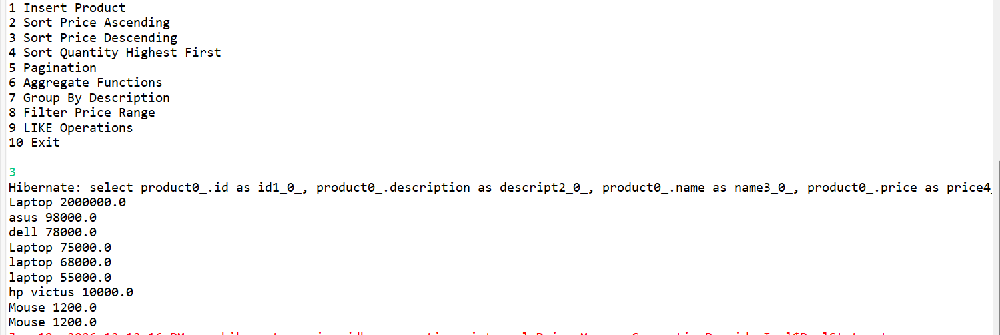 1 Insert Product
2 Sort Price Ascending
3 Sort Price Descending
4 Sort Quantity Highest First
5 Pagination
6 Aggregate Functions
7 Group By Description
8 Filter Price Range
9 LIKE Operations
10 Exit
3
Hibernate: select product0_.id as id1_0_, product0_.description as descript2_0_, product0_.name as name3_0_, product0_.price as price4_
Laptop 2000000.0
asus 98000.0
dell 78000.0
Laptop 75000.0
laptop 68000.0
laptop 55000.0
hp victus 10000.0
Mouse 1200.0
Mouse 1200.0